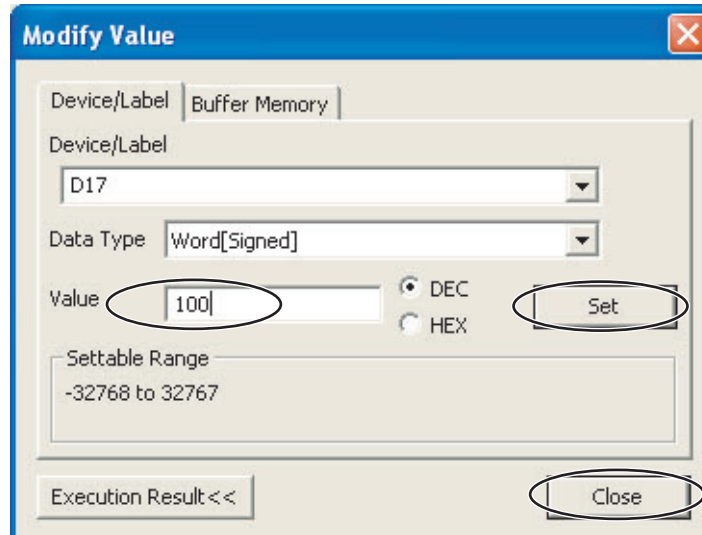 Modify Value
Device/Label Buffer Memory
Device/Label
D17
Data Type Word[Signed]
Value 100 DEC Set
HEX
Settable Range
-32768 to 32767
Execution Result<< Close